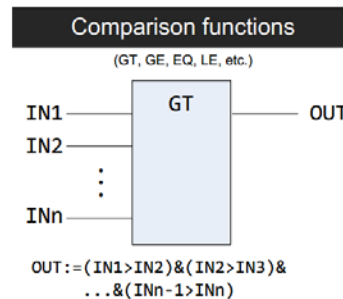 Comparison functions
(GT, GE, EQ, LE, etc.)
GT
IN1
OUT
IN2
⋮
INn
OUT:=(IN1>IN2)&(IN2>IN3)&
...&(INn-1>INn)